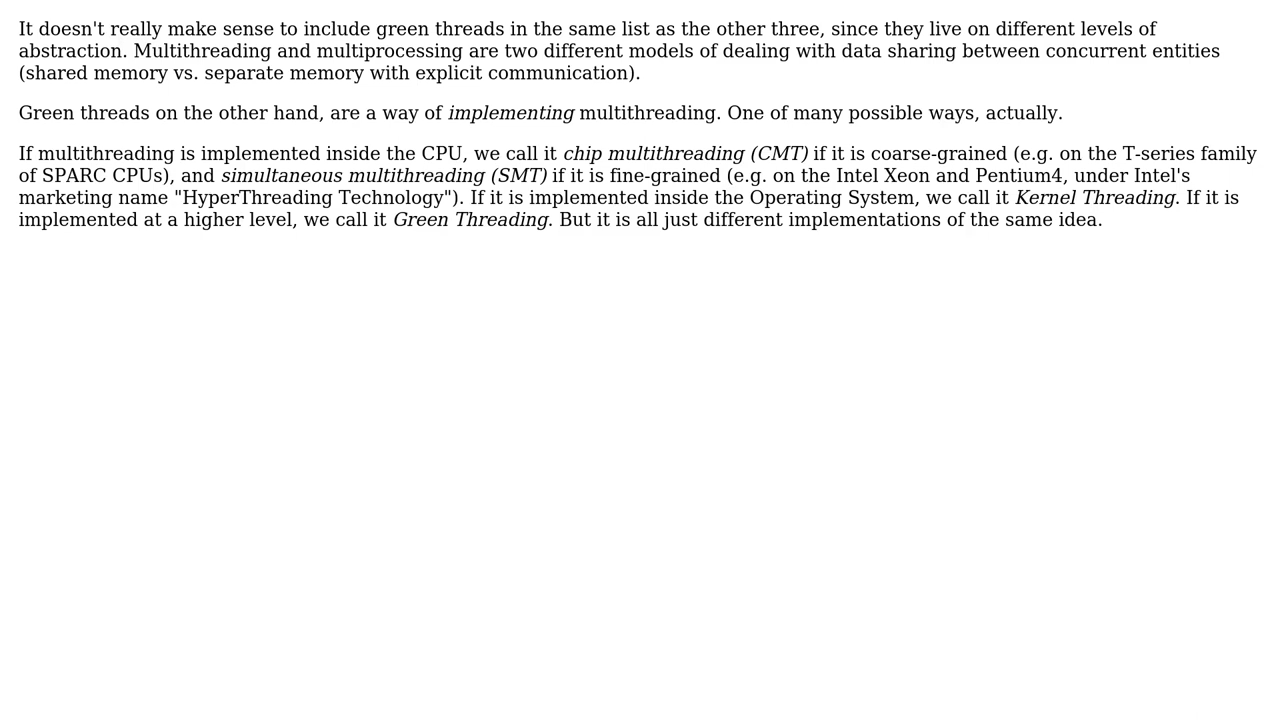 It doesn't really make sense to include green threads in the same list as the other three, since they live on different levels of
abstraction. Multithreading and multiprocessing are two different models of dealing with data sharing between concurrent entities
(shared memory vs. separate memory with explicit communication).
Green threads on the other hand, are a way of implementing multithreading. One of many possible ways, actually.
If multithreading is implemented inside the CPU, we call it chip multithreading (CMT) if it is coarse-grained (e.g. on the T-series family
of SPARC CPUs), and simultaneous multithreading (SMT) if it is fine-grained (e.g. on the Intel Xeon and Pentium4, under Intel's
marketing name "HyperThreading Technology"). If it is implemented inside the Operating System, we call it Kernel Threading. If it is
implemented at a higher level, we call it Green Threading. But it is all just different implementations of the same idea.